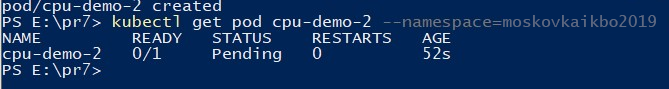 pod/cpu-demo-2 created
PS E:\pr7> kubectl get pod cpu-demo-2 --namespace=moskovkaikbo2019
NAME READY STATUS RESTARTS AGE
cpu-demo-2 0/1 Pending 0 52s
PS E:\pr7>